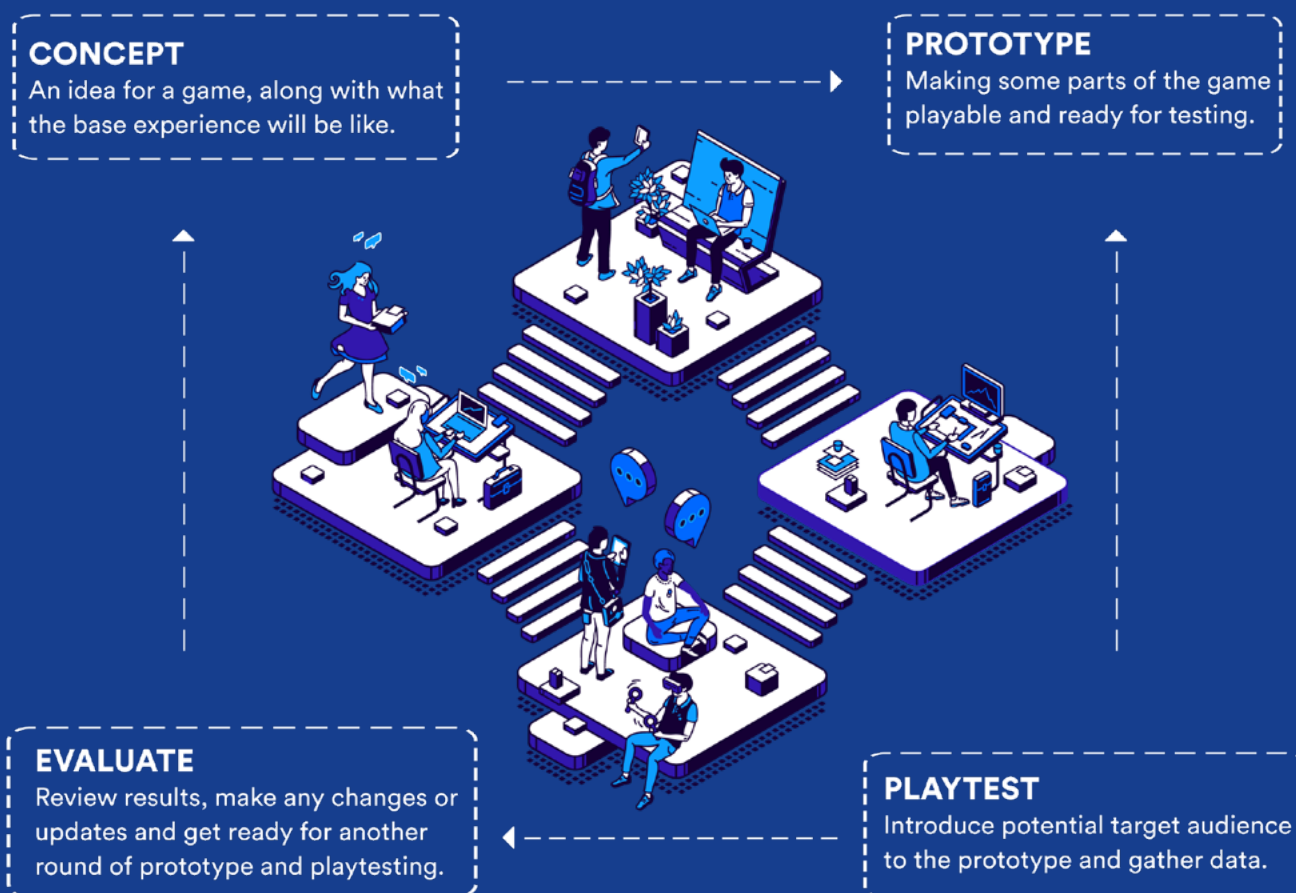 CONCEPT
An idea for a game, along with what
the base experience will be like.
PROTOTYPE
Making some parts of the game
playable and ready for testing.
EVALUATE
Review results, make any changes or
updates and get ready for another
round of prototype and playtesting.
PLAYTEST
Introduce potential target audience
to the prototype and gather data.